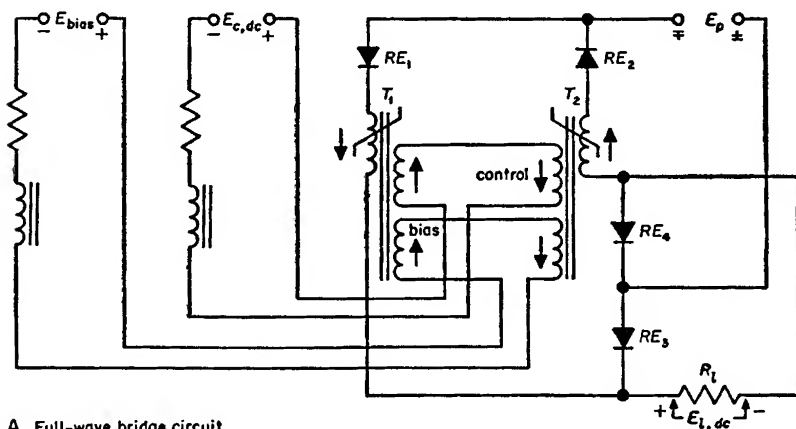 - E_bias +
- E_c,dc +
∓ E_p ±
RE_1
RE_2
T_1
T_2
control
bias
RE_4
RE_3
R_l
+ E_l,dc -
A. Full-wave bridge circuit